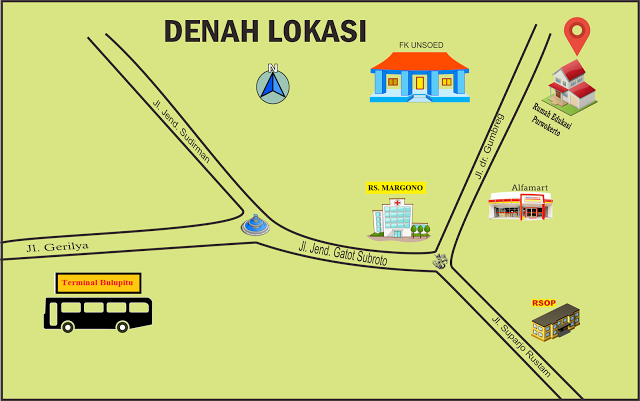 DENAH LOKASI
FK UNSOED
N
Jl. Jend. Sudirman
Jl. dr. Gumbreg
Rumah Edukasi
Purwokerto
RS. MARGONO
Alfamart
Jl. Gerilya
Jl. Jend. Gatot Subroto
Terminal Bulupitu
RSOP
Jl. Suparjo Rustam